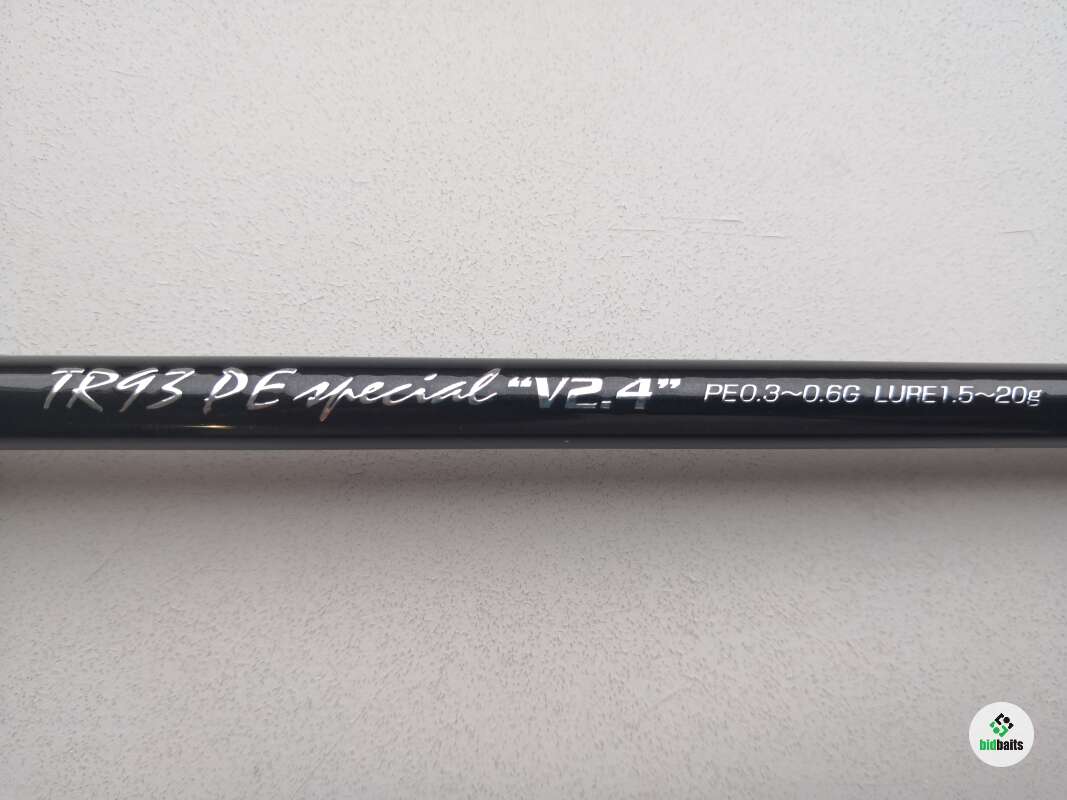 TR93 PE special “V2.4” PE0.3～0.6G LURE1.5～20g
bidbaits